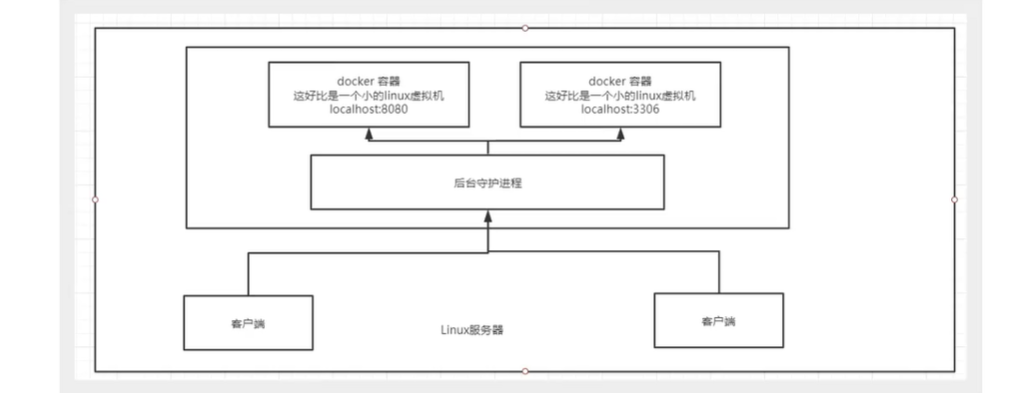 docker 容器
这好比是一个小的linux虚拟机
localhost:8080
docker 容器
这好比是一个小的linux虚拟机
localhost:3306
后台守护进程
客户端
Linux服务器
客户端